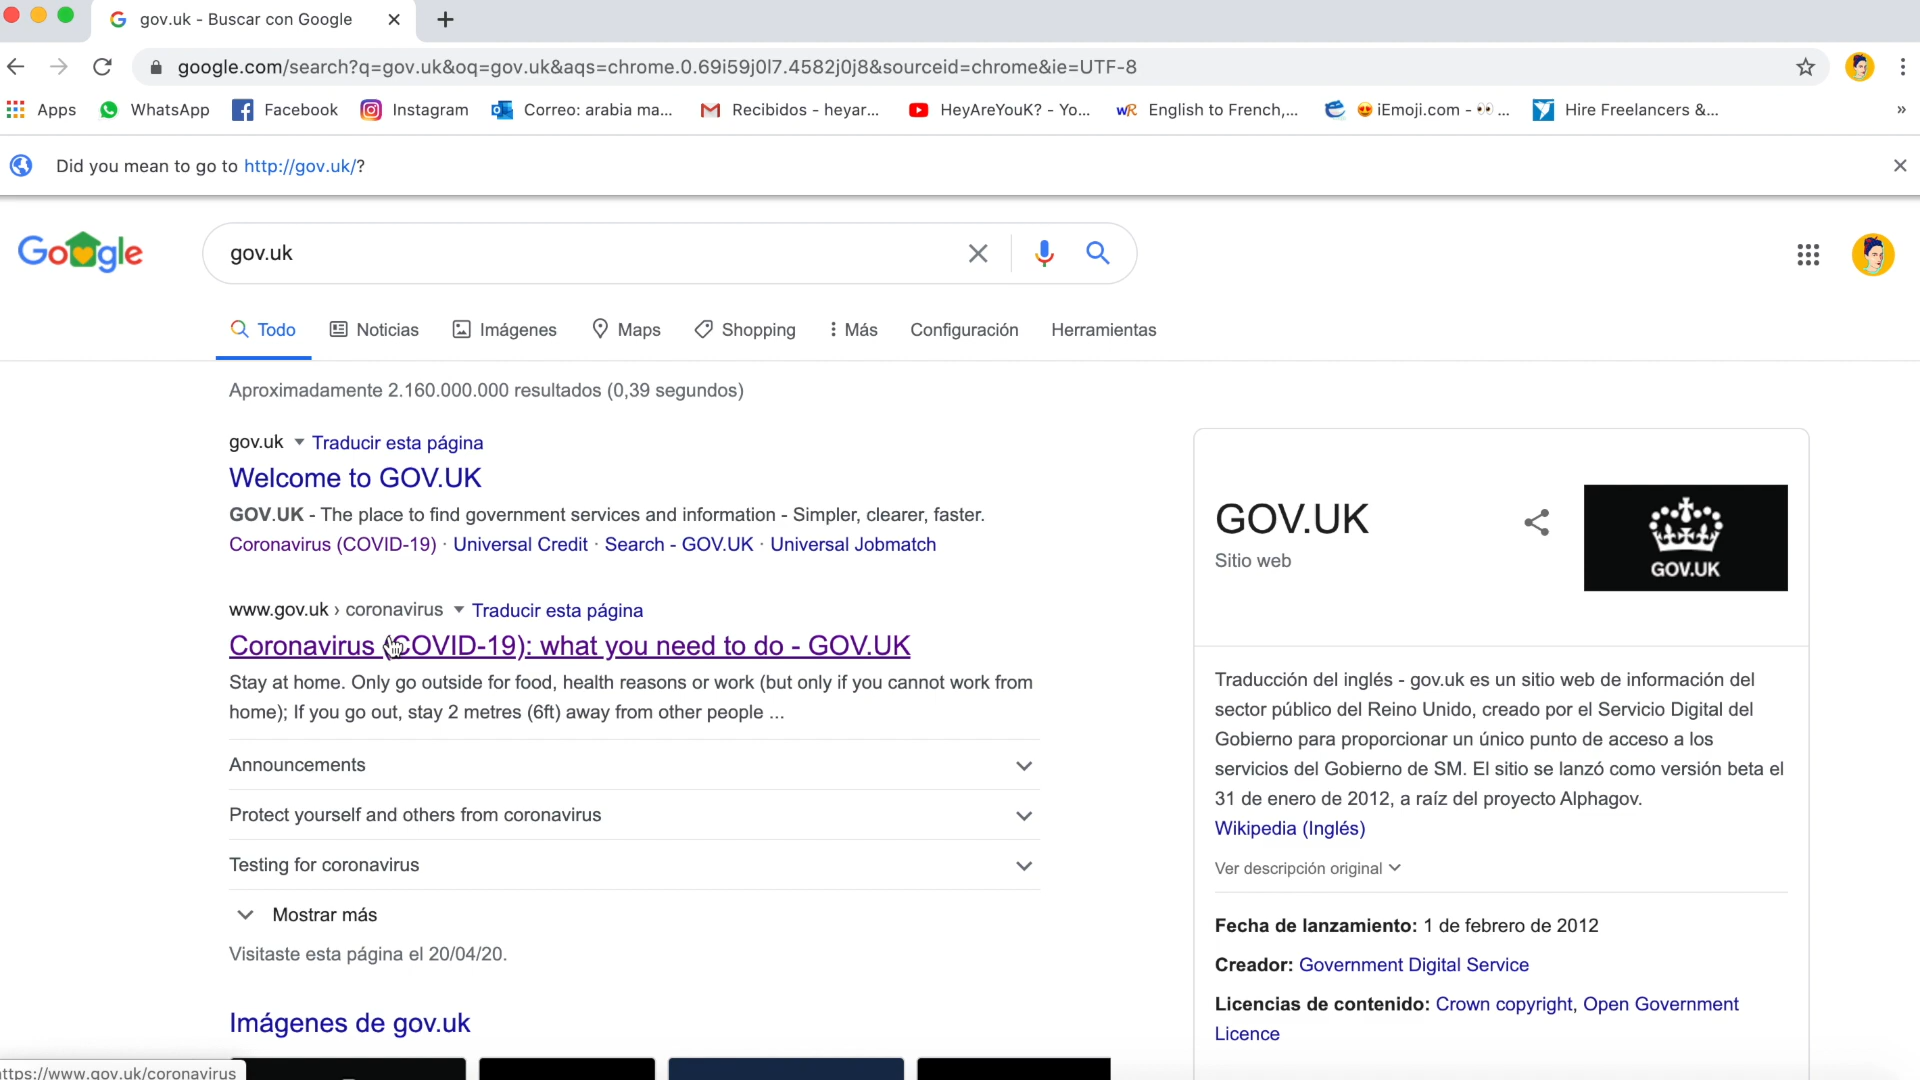 gov.uk - Buscar con Google
google.com/search?q=gov.uk&oq=gov.uk&aqs=chrome.0.69i59j0l7.4582j0j8&sourceid=chrome&ie=UTF-8
Apps WhatsApp Facebook Instagram Correo: arabia ma... Recibidos - heyar... HeyAreYouK? - Yo... English to French,... iEmoji.com - ... Hire Freelancers &... »
Did you mean to go to http://gov.uk/?
Google
gov.uk
Todo Noticias Imágenes Maps Shopping Más Configuración Herramientas
Aproximadamente 2.160.000.000 resultados (0,39 segundos)
gov.uk Traducir esta página
Welcome to GOV.UK
GOV.UK - The place to find government services and information - Simpler, clearer, faster.
Coronavirus (COVID-19) · Universal Credit · Search - GOV.UK · Universal Jobmatch
www.gov.uk › coronavirus Traducir esta página
Coronavirus (COVID-19): what you need to do - GOV.UK
Stay at home. Only go outside for food, health reasons or work (but only if you cannot work from
home); If you go out, stay 2 metres (6ft) away from other people ...
Announcements
Protect yourself and others from coronavirus
Testing for coronavirus
Mostrar más
Visitaste esta página el 20/04/20.
Imágenes de gov.uk
ttps://www.gov.uk/coronavirus
GOV.UK
Sitio web
GOV.UK
Traducción del inglés - gov.uk es un sitio web de información del
sector público del Reino Unido, creado por el Servicio Digital del
Gobierno para proporcionar un único punto de acceso a los
servicios del Gobierno de SM. El sitio se lanzó como versión beta el
31 de enero de 2012, a raíz del proyecto Alphagov.
Wikipedia (Inglés)
Ver descripción original
Fecha de lanzamiento: 1 de febrero de 2012
Creador: Government Digital Service
Licencias de contenido: Crown copyright, Open Government
Licence